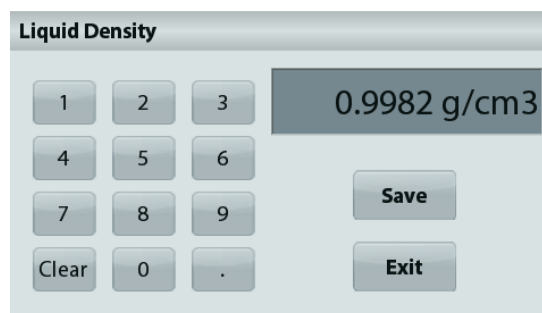 Liquid Density
0.9982 g/cm3
1 2 3
4 5 6
7 8 9
Clear 0 .
Save
Exit